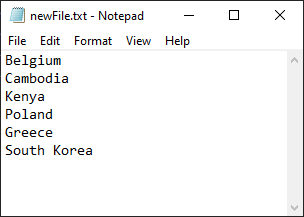 newFile.txt - Notepad
File Edit Format View Help
Belgium
Cambodia
Kenya
Poland
Greece
South Korea